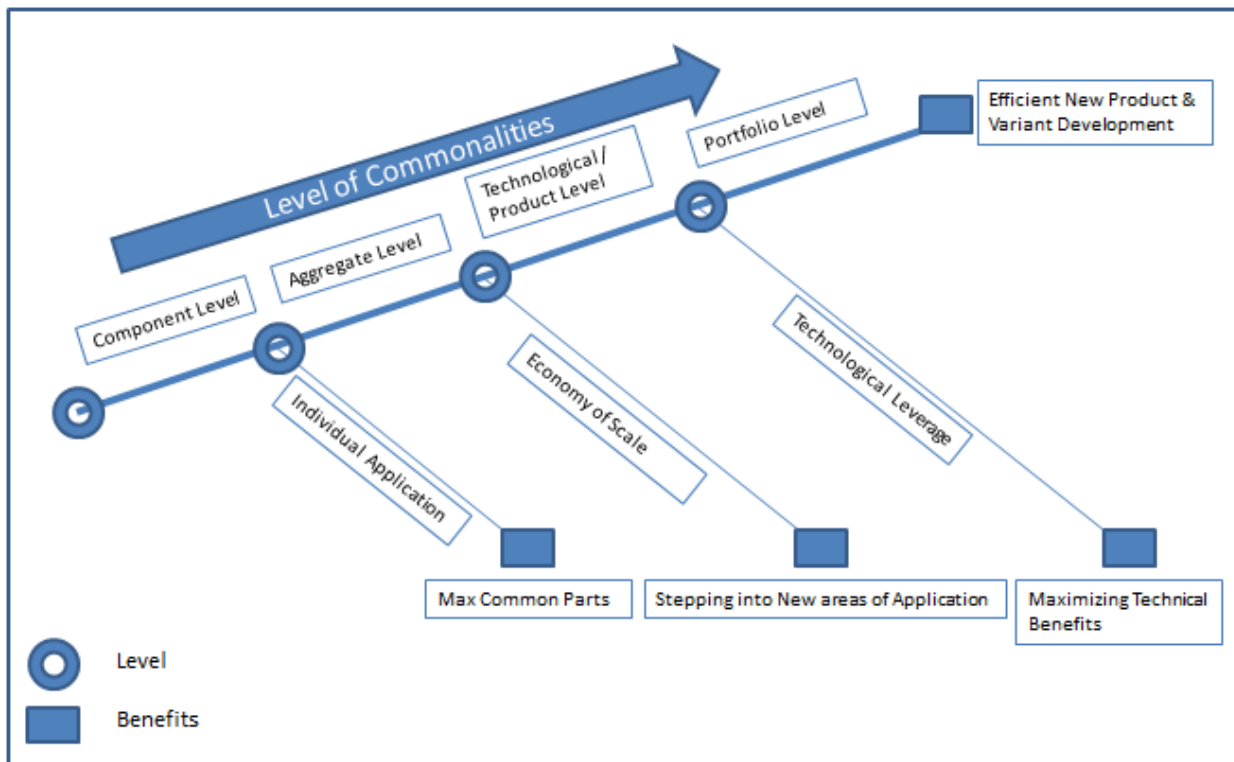 Level of Commonalities
Efficient New Product &
Variant Development
Portfolio Level
Technological/
Product Level
Aggregate Level
Component Level
Individual Application
Economy of Scale
Technological Leverage
Max Common Parts
Stepping into New areas of Application
Maximizing Technical
Benefits
Level
Benefits